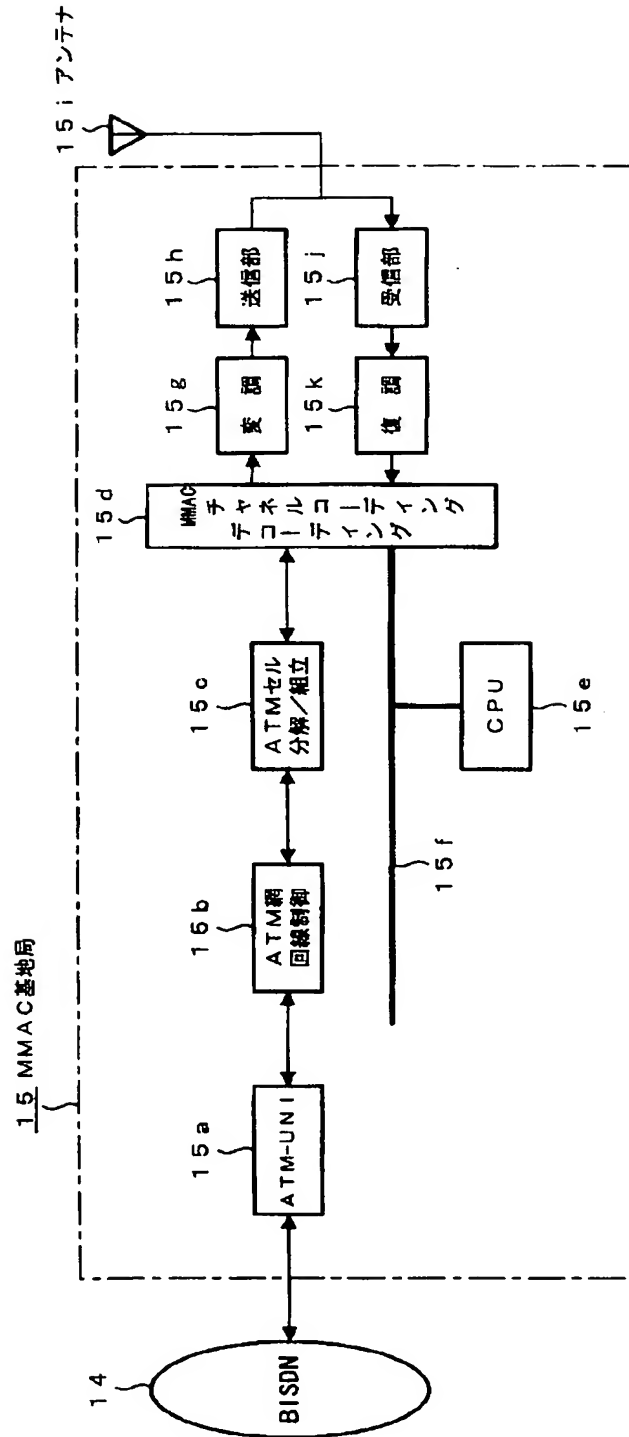 15 MMAC基地局
14
BISDN
15a
ATM-UNI
15b
ATM網
回線制御
15c
ATMセル
分解/組立
15d
MMAC
チャネルコーディング
デコーディング
15e
CPU
15f
15g
変調
15h
送信部
15i アンテナ
15j
受信部
15k
復調